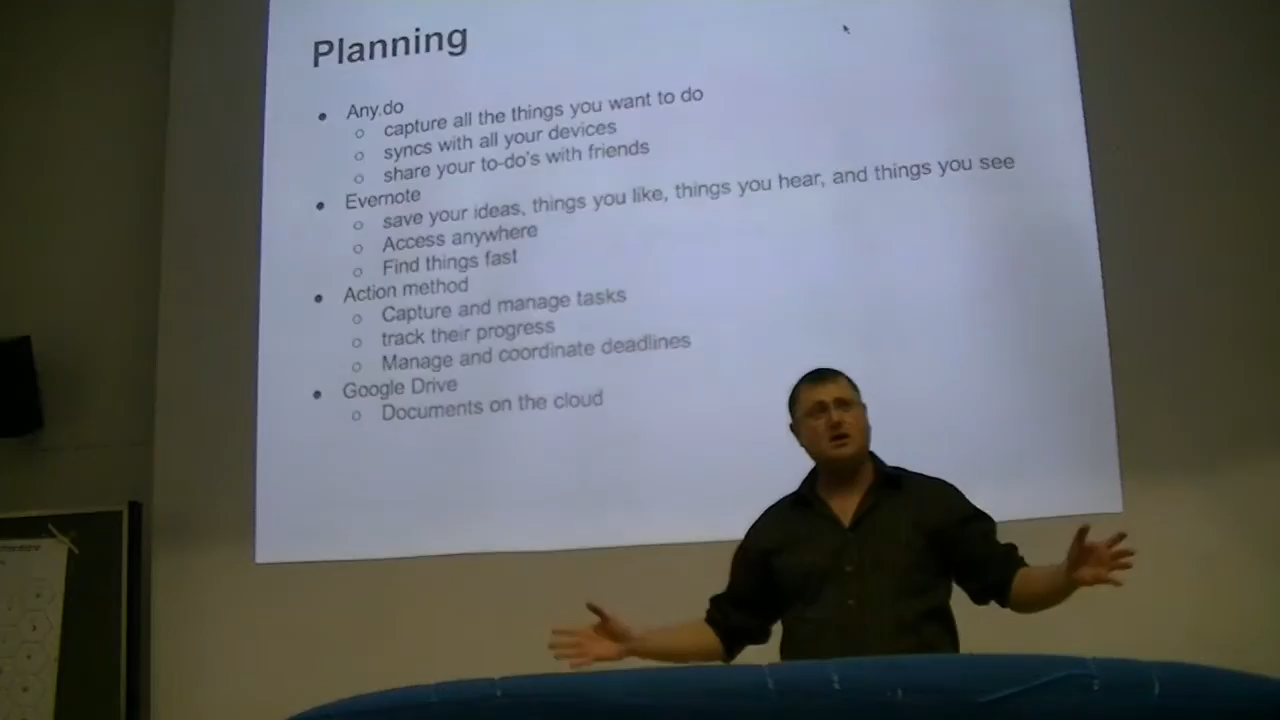 Planning
Any.do
capture all the things you want to do
syncs with all your devices
share your to-do's with friends
Evernote
save your ideas, things you like, things you hear, and things you see
Access anywhere
Find things fast
Action method
Capture and manage tasks
track their progress
Manage and coordinate deadlines
Google Drive
Documents on the cloud